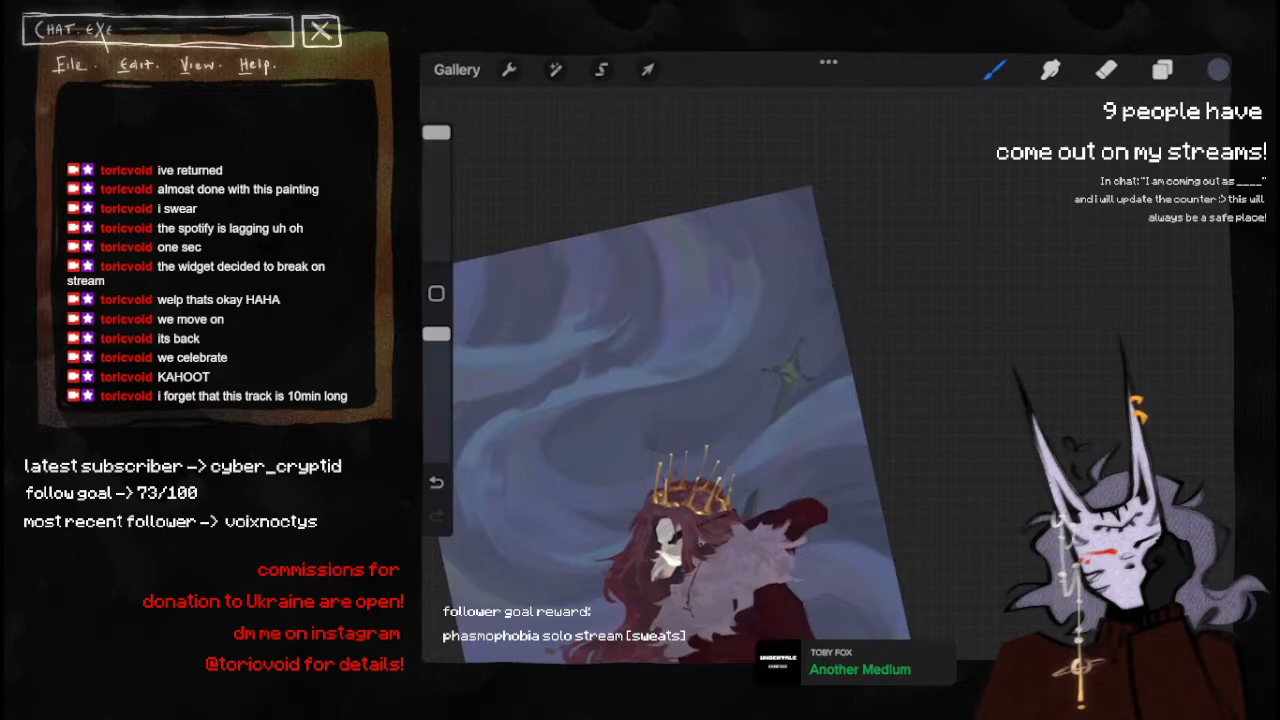 CHAT.EXE
File. Edit. View. Help.
toricvoid ive returned
toricvoid almost done with this painting
toricvoid i swear
toricvoid the spotify is lagging uh oh
toricvoid one sec
toricvoid the widget decided to break on
stream
toricvoid welp thats okay HAHA
toricvoid we move on
toricvoid its back
toricvoid we celebrate
toricvoid KAHOOT
toricvoid i forget that this track is 10min long
latest subscriber -> cyber_cryptid
follow goal -> 73/100
most recent follower -> voixnoctys
commissions for
donation to Ukraine are open!
dm me on instagram
@toricvoid for details!
Gallery
9 people have
come out on my streams!
In chat: "I am coming out as ____"
and i will update the counter :> this will
always be a safe place!
follower goal reward:
phasmophobia solo stream [sweats]
UNDERTALE
TOBY FOX
Another Medium